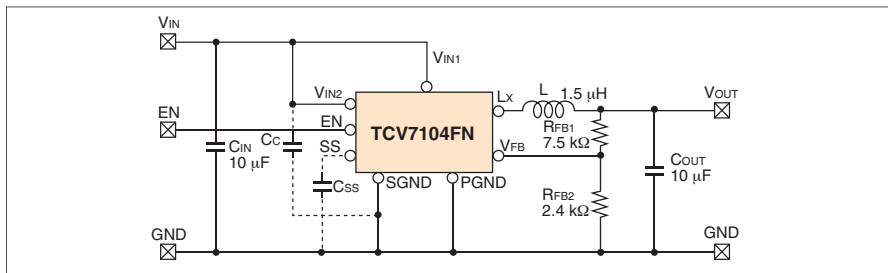 VIN
VIN1
VIN2
LX
L
1.5 μH
VOUT
EN
EN
TCV7104FN
RFB1
7.5 kΩ
CIN
10 μF
CC
SS
VFB
COUT
10 μF
CSS
SGND
PGND
RFB2
2.4 kΩ
GND
GND